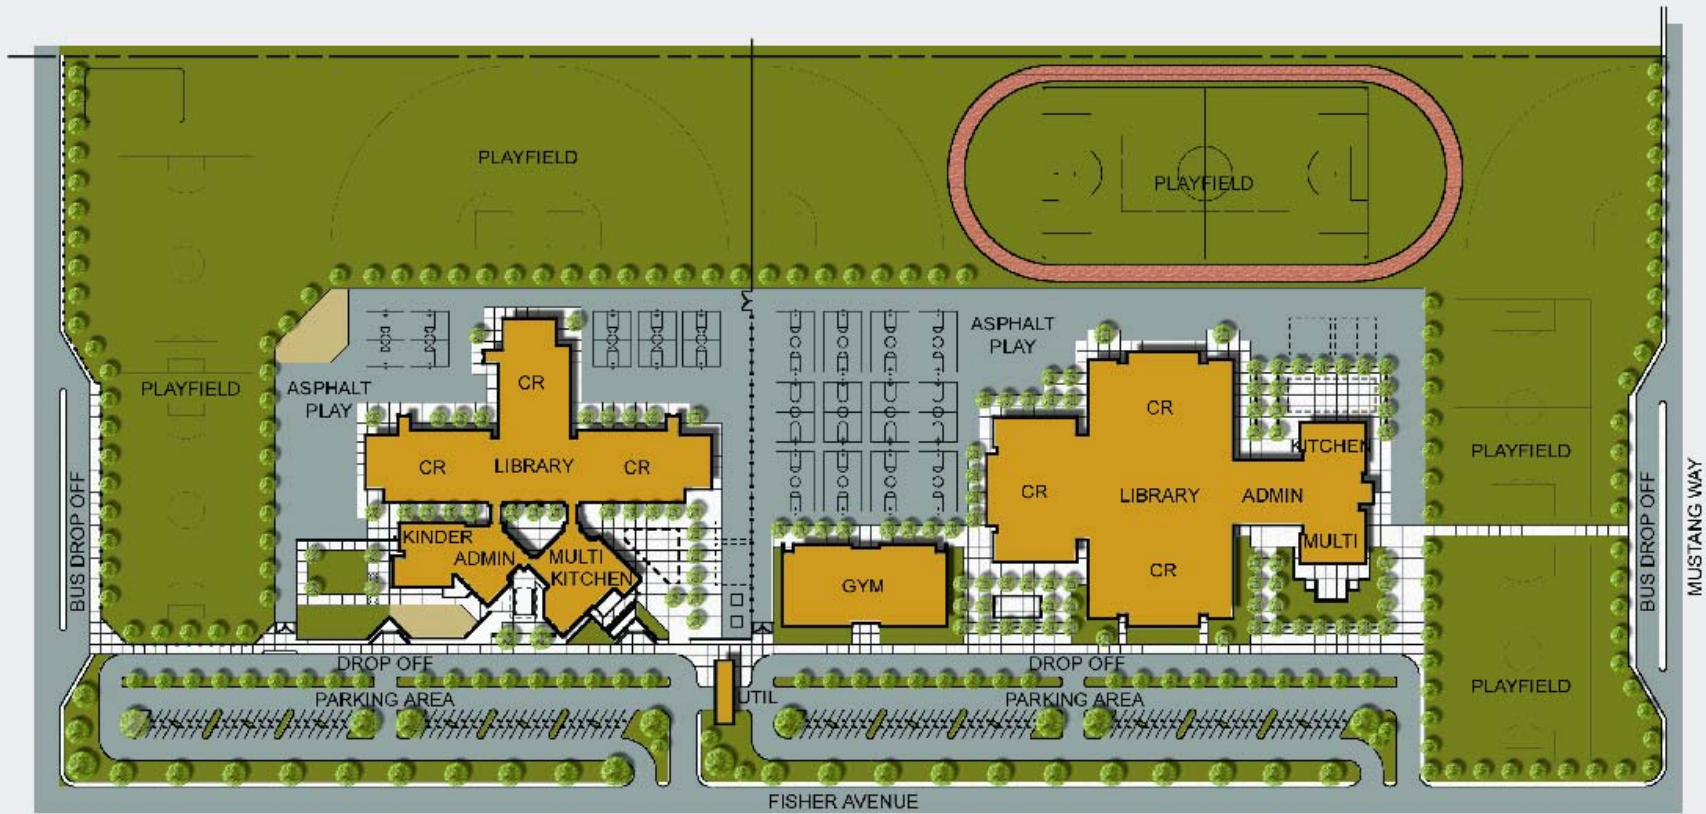 PLAYFIELD
PLAYFIELD
PLAYFIELD
ASPHALT
PLAY
CR
CR
LIBRARY
CR
KINDER
ADMIN
MULTI
KITCHEN
BUS DROP OFF
ASPHALT
PLAY
CR
KITCHEN
CR
LIBRARY
ADMIN
MULTI
CR
GYM
PLAYFIELD
PLAYFIELD
BUS DROP OFF
MUSTANG WAY
DROP OFF
PARKING AREA
UTIL
DROP OFF
PARKING AREA
FISHER AVENUE